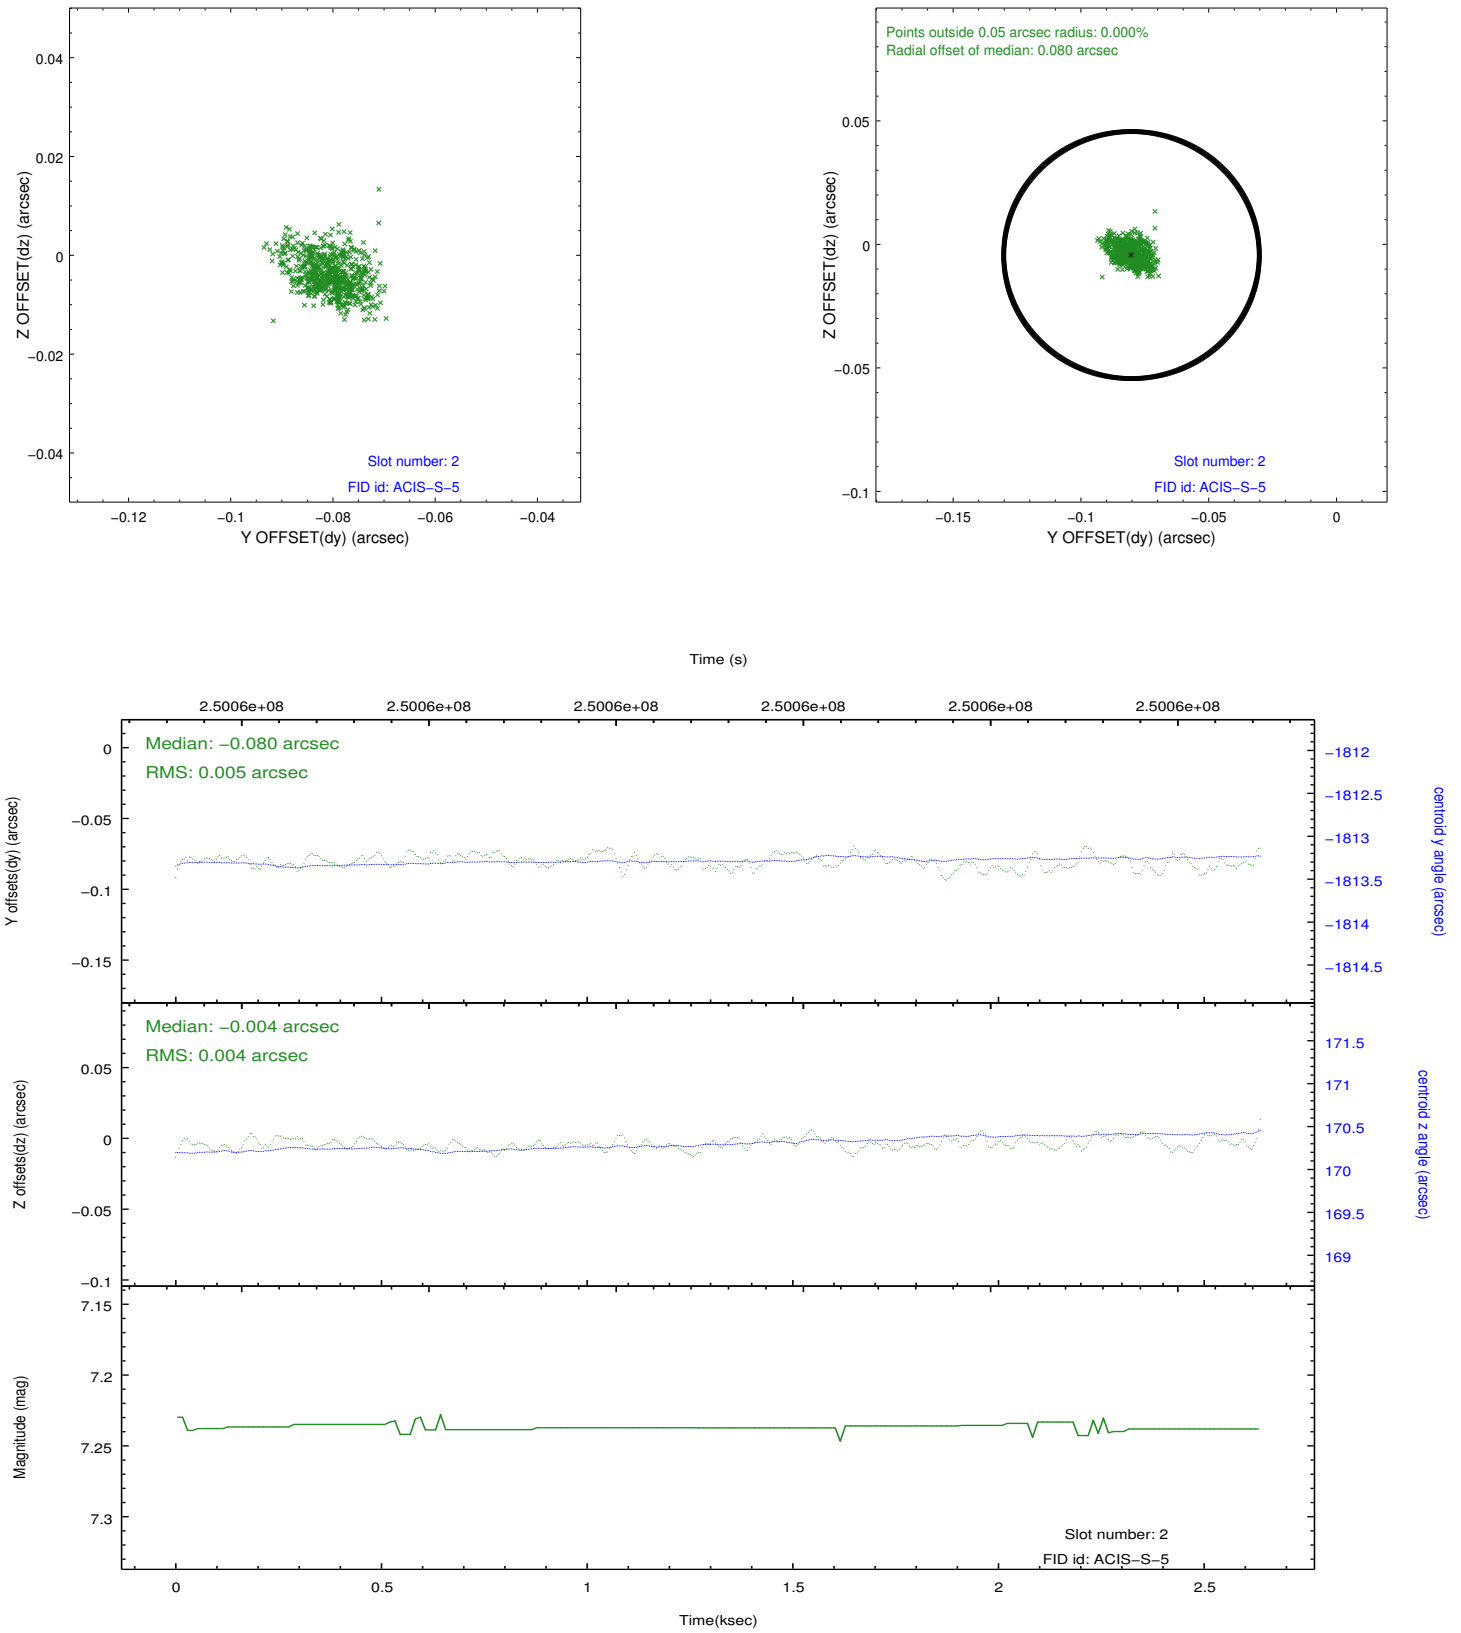 0.04
0.02
0
−0.02
−0.04
Z OFFSET(dz) (arcsec)
Slot number: 2
FID id: ACIS−S−5
−0.12
−0.1
−0.08
−0.06
−0.04
Y OFFSET(dy) (arcsec)
Points outside 0.05 arcsec radius: 0.000%
Radial offset of median: 0.080 arcsec
0.05
0
−0.05
−0.1
Z OFFSET(dz) (arcsec)
Slot number: 2
FID id: ACIS−S−5
−0.15
−0.1
−0.05
0
Y OFFSET(dy) (arcsec)
Time (s)
2.5006e+08
2.5006e+08
2.5006e+08
2.5006e+08
2.5006e+08
2.5006e+08
Median: −0.080 arcsec
RMS: 0.005 arcsec
0
−0.05
−0.1
−0.15
Y offsets(dy) (arcsec)
−1812
−1812.5
−1813
−1813.5
−1814
−1814.5
centroid y angle (arcsec)
Median: −0.004 arcsec
RMS: 0.004 arcsec
0.05
0
−0.05
−0.1
Z offsets(dz) (arcsec)
171.5
171
170.5
170
169.5
169
centroid z angle (arcsec)
7.15
7.2
7.25
7.3
Magnitude (mag)
Slot number: 2
FID id: ACIS−S−5
0
0.5
1
1.5
2
2.5
Time(ksec)